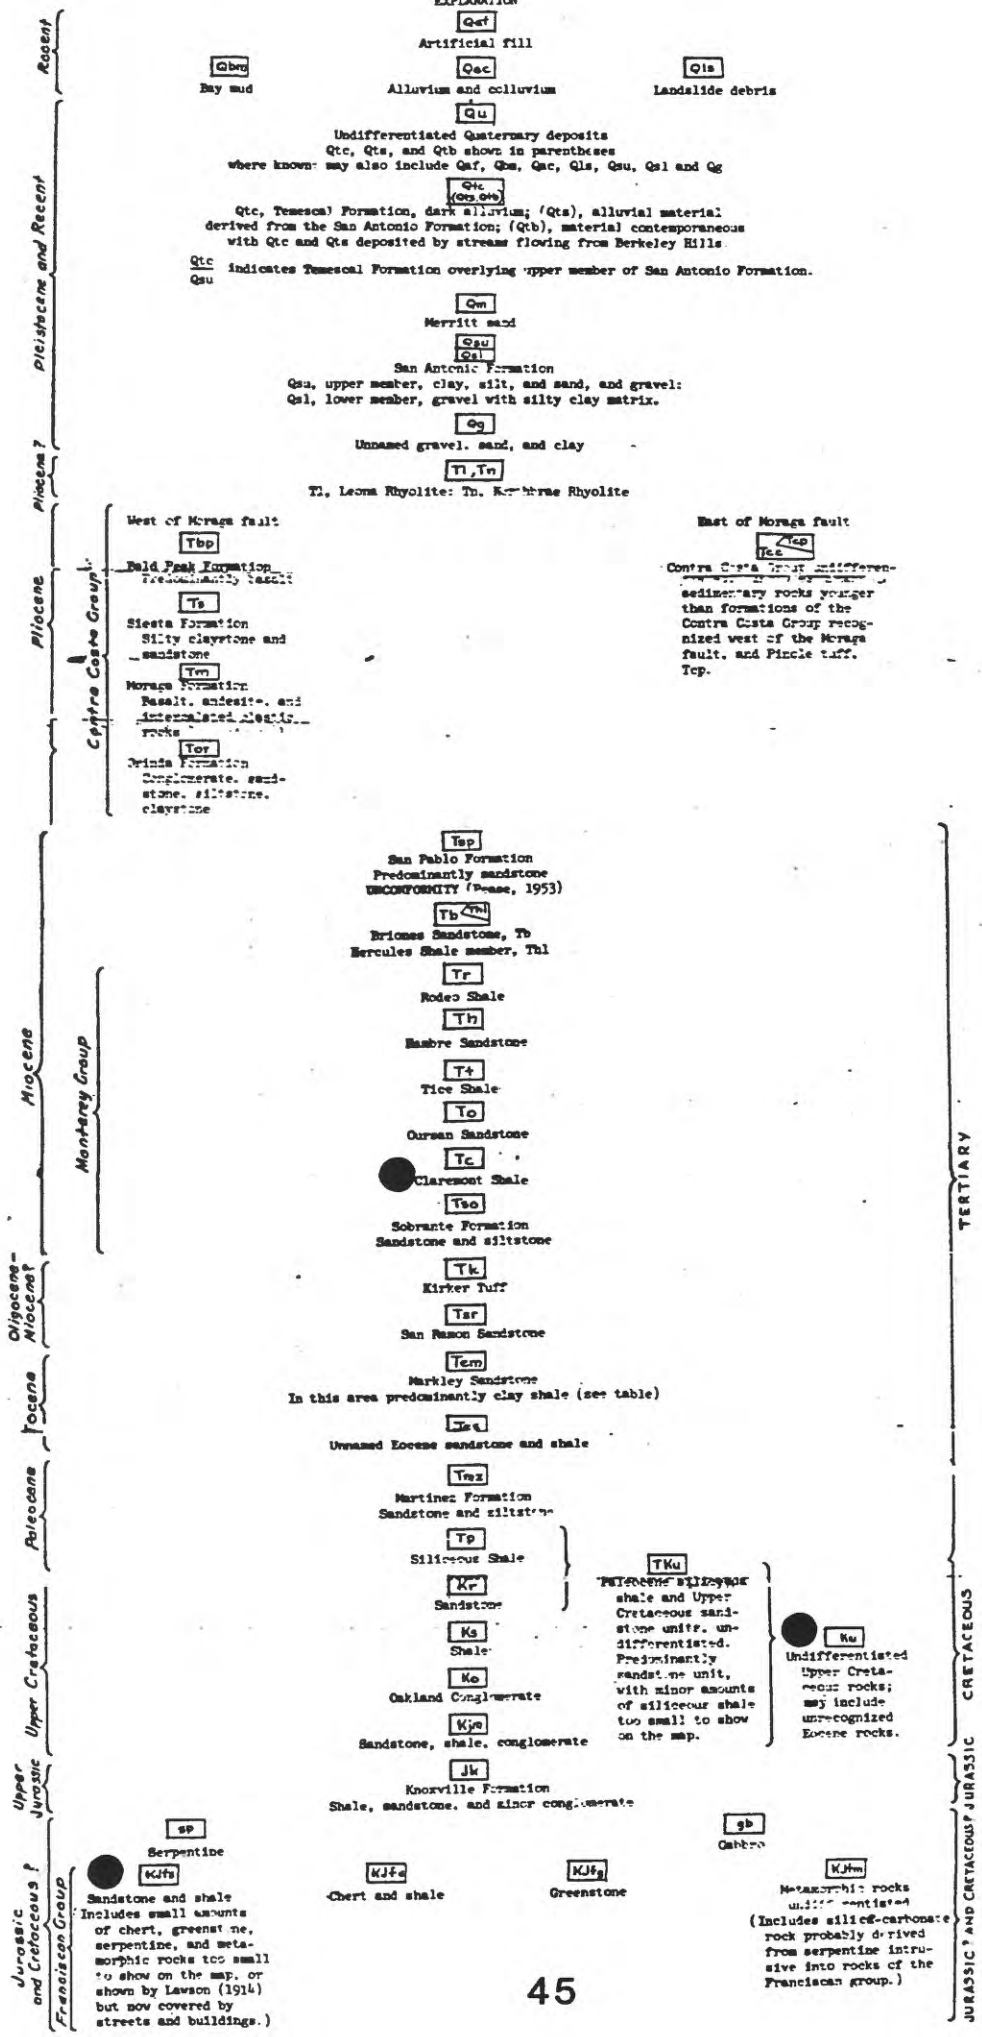 EXPLANATION
Recent
Qaf
Artificial fill
Qbm
Bay mud
Qac
Alluvium and colluvium
Qls
Landslide debris
Pleistocene and Recent
Qu
Undifferentiated Quaternary deposits
Qtc, Qts, and Qtb shown in parentheses
where known: may also include Qaf, Qbm, Qac, Qls, Qsu, Qsl and Qg
Qtc
(Qts, Qtb)
Qtc, Temescal Formation, dark alluvium; (Qts), alluvial material
derived from the San Antonio Formation; (Qtb), material contemporaneous
with Qtc and Qts deposited by streams flowing from Berkeley Hills.
Qtc
Qsu
indicates Temescal Formation overlying upper member of San Antonio Formation.
Qm
Merritt sand
Qsu
Qsl
San Antonio Formation
Qsu, upper member, clay, silt, and sand, and gravel:
Qsl, lower member, gravel with silty clay matrix.
Qg
Unnamed gravel, sand, and clay
Pliocene?
Tl, Tn
Tl, Leona Rhyolite: Tn, Northbrae Rhyolite
Pliocene
Contra Costa Group
West of Moraga fault
Tbp
Bald Peak Formation
Predominantly basalt
Ts
Siesta Formation
Silty claystone and
sandstone
Tm
Moraga Formation
Basalt, andesite, and
intercalated clastic
rocks
Tor
Orinda Formation
Conglomerate, sand-
stone, siltstone,
claystone
East of Moraga fault
Tcc Tcp
Contra Costa Group undifferen-
sedimentary rocks younger
than formations of the
Contra Costa Group recog-
nized west of the Moraga
fault, and Pinole tuff,
Tcp.
Miocene
Tsp
San Pablo Formation
Predominantly sandstone
UNCONFORMITY (Pease, 1953)
Tb Thl
Briones Sandstone, Tb
Hercules Shale member, Thl
Monterey Group
Tr
Rodeo Shale
Th
Hambre Sandstone
Tt
Tice Shale
To
Oursan Sandstone
Tc
Claremont Shale
Tso
Sobrante Formation
Sandstone and siltstone
TERTIARY
Oligocene-
Miocene?
Tk
Kirker Tuff
Tsr
San Ramon Sandstone
Eocene
Tem
Markley Sandstone
In this area predominantly clay shale (see table)
Unnamed Eocene sandstone and shale
Paleocene
Tmz
Martinez Formation
Sandstone and siltstone
Tp
Siliceous Shale
Upper Cretaceous
Kr
Sandstone
Ks
Shale
Ko
Oakland Conglomerate
Kjm
Sandstone, shale, conglomerate
TKu
Paleocene siliceous
shale and Upper
Cretaceous sand-
stone units, un-
differentiated.
Predominantly
sandstone unit,
with minor amounts
of siliceous shale
too small to show
on the map.
Ku
Undifferentiated
Upper Creta-
ceous rocks;
may include
unrecognized
Eocene rocks.
CRETACEOUS
Upper
Jurassic
Jk
Knoxville Formation
Shale, sandstone, and minor conglomerate
JURASSIC
Jurassic
and Cretaceous ?
sp
Serpentine
gb
Gabbro
Franciscan Group
KJfs
Sandstone and shale
(Includes small amounts
of chert, greenstone,
serpentine, and meta-
morphic rocks too small
to show on the map, or
shown by Lawson (1914)
but now covered by
streets and buildings.)
KJfc
Chert and shale
KJfg
Greenstone
KJfm
Metamorphic rocks
undifferentiated
(Includes silica-carbonate
rock probably derived
from serpentine intru-
sive into rocks of the
Franciscan group.)
JURASSIC ? AND CRETACEOUS?
45